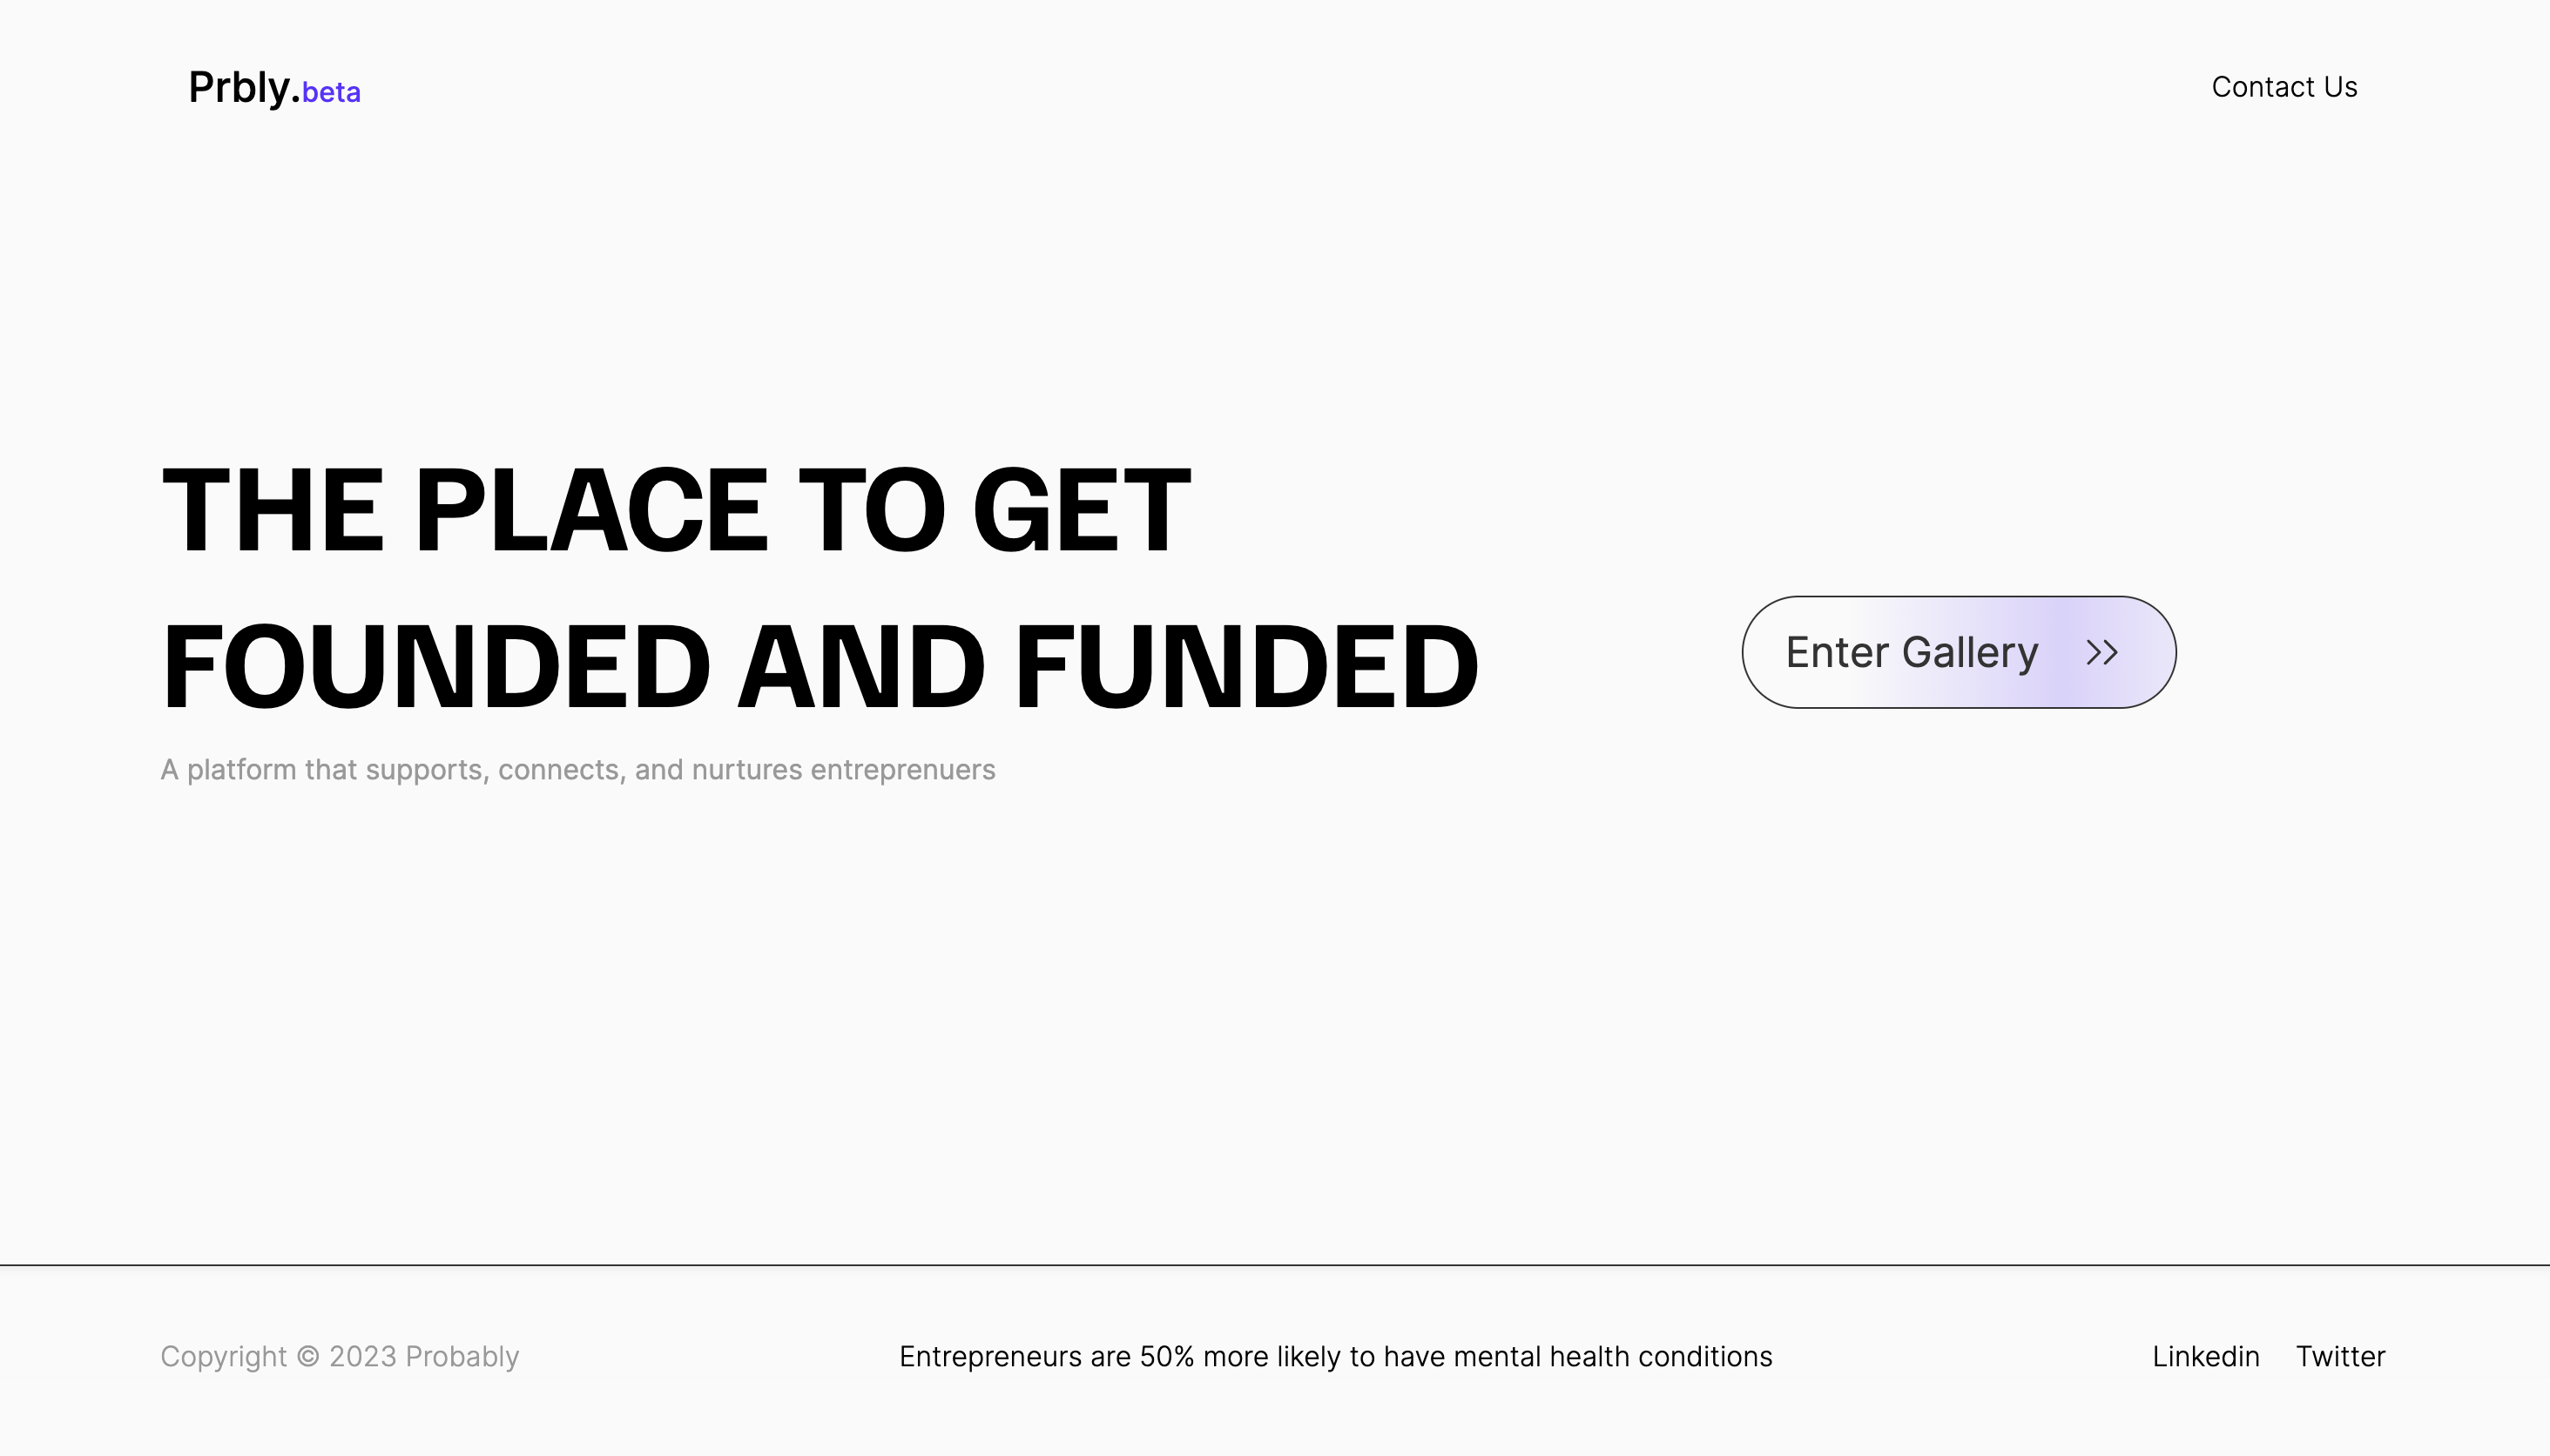 Prbly.beta
Contact Us
THE PLACE TO GET
FOUNDED AND FUNDED
A platform that supports, connects, and nurtures entreprenuers
Enter Gallery
Copyright © 2023 Probably
Entrepreneurs are 50% more likely to have mental health conditions
Linkedin
Twitter